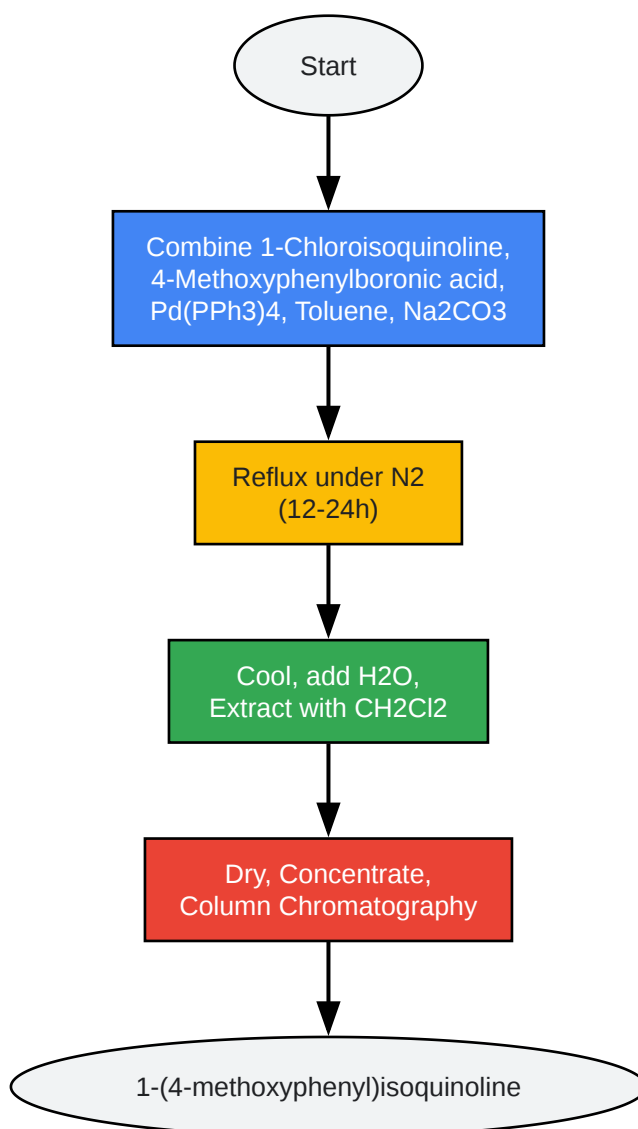 Start
Combine 1-Chloroisoquinoline,
4-Methoxyphenylboronic acid,
Pd(PPh3)4, Toluene, Na2CO3
Reflux under N2
(12-24h)
Cool, add H2O,
Extract with CH2Cl2
Dry, Concentrate,
Column Chromatography
1-(4-methoxyphenyl)isoquinoline